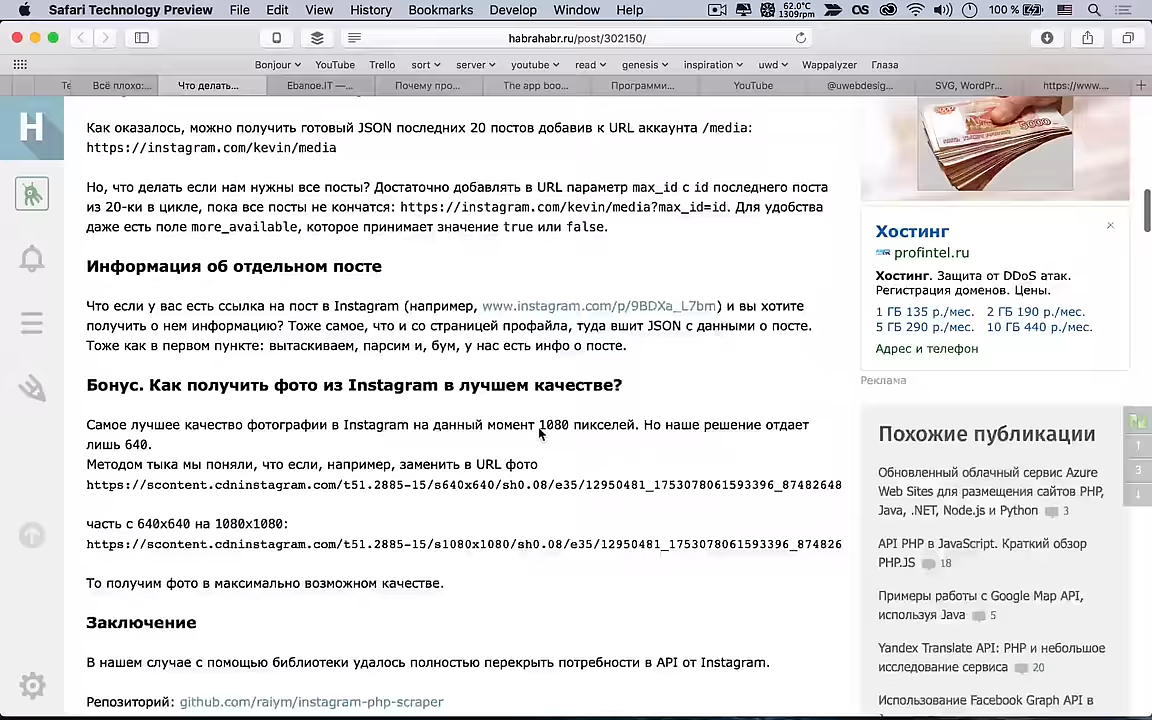 Safari Technology Preview File Edit View History Bookmarks Develop Window Help 62.0°C 1309rpm OS 100 %
habrahabr.ru/post/302150/
Bonjour YouTube Trello sort server youtube read genesis inspiration uwd Wappalyzer Глаза
Те Всё плохо:... Что делать... Ebanoe.IT —... Почему про... The app boo... Программи... YouTube @uwebdesig... SVG, WordPr... https://www....
H
Как оказалось, можно получить готовый JSON последних 20 постов добавив к URL аккаунта /media:
https://instagram.com/kevin/media
Но, что делать если нам нужны все посты? Достаточно добавлять в URL параметр max_id с id последнего поста
из 20-ки в цикле, пока все посты не кончатся: https://instagram.com/kevin/media?max_id=id. Для удобства
даже есть поле more_available, которое принимает значение true или false.
Информация об отдельном посте
Что если у вас есть ссылка на пост в Instagram (например, www.instagram.com/p/9BDXa_L7bm) и вы хотите
получить о нем информацию? Тоже самое, что и со страницей профайла, туда вшит JSON с данными о посте.
Тоже как в первом пункте: вытаскиваем, парсим и, бум, у нас есть инфо о посте.
Бонус. Как получить фото из Instagram в лучшем качестве?
Самое лучшее качество фотографии в Instagram на данный момент 1080 пикселей. Но наше решение отдает
лишь 640.
Методом тыка мы поняли, что если, например, заменить в URL фото
https://scontent.cdninstagram.com/t51.2885-15/s640x640/sh0.08/e35/12950481_1753078061593396_87482648
часть с 640x640 на 1080x1080:
https://scontent.cdninstagram.com/t51.2885-15/s1080x1080/sh0.08/e35/12950481_1753078061593396_874826
То получим фото в максимально возможном качестве.
Заключение
В нашем случае с помощью библиотеки удалось полностью перекрыть потребности в API от Instagram.
Репозиторий: github.com/raiym/instagram-php-scraper
Хостинг
profintel.ru
Хостинг. Защита от DDoS атак.
Регистрация доменов. Цены.
1 ГБ 135 р./мес. 2 ГБ 190 р./мес.
5 ГБ 290 р./мес. 10 ГБ 440 р./мес.
Адрес и телефон
Реклама
Похожие публикации
Обновленный облачный сервис Azure
Web Sites для размещения сайтов PHP,
Java, .NET, Node.js и Python 3
API PHP в JavaScript. Краткий обзор
PHP.JS 18
Примеры работы с Google Map API,
используя Java 5
Yandex Translate API: PHP и небольшое
исследование сервиса 20
Использование Facebook Graph API в
3